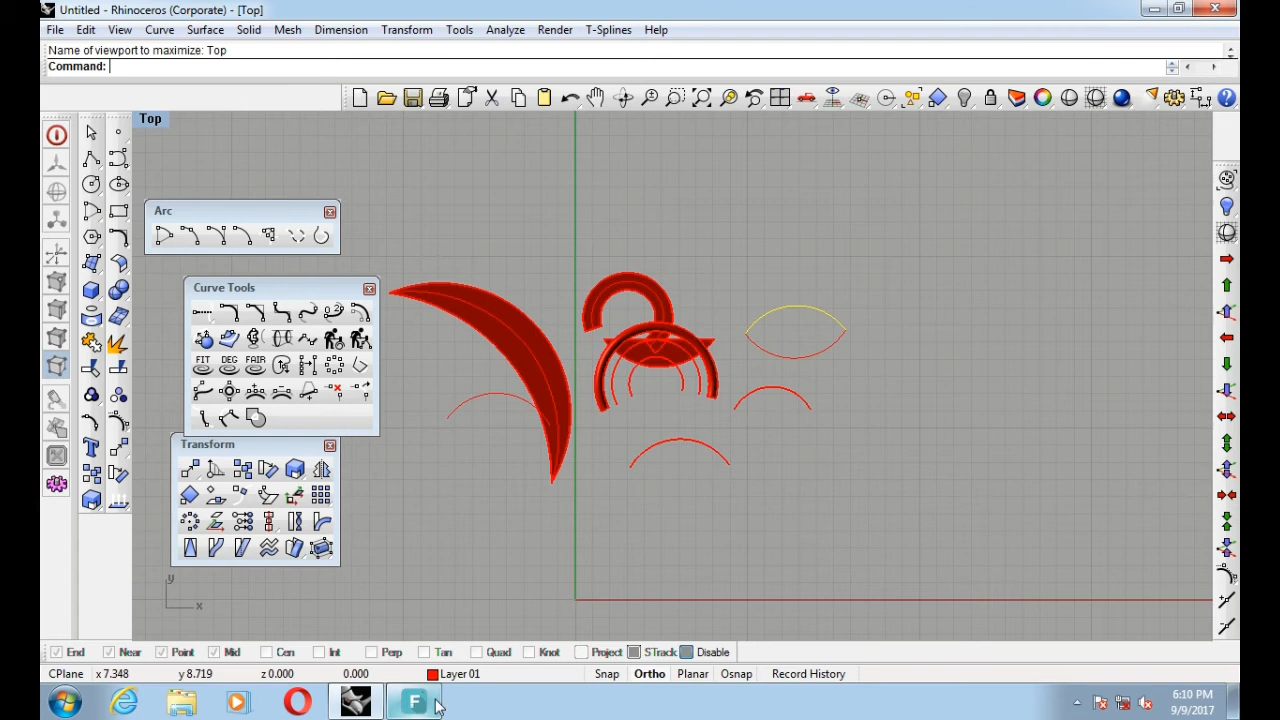 Untitled - Rhinoceros (Corporate) - [Top]
File Edit View Curve Surface Solid Mesh Dimension Transform Tools Analyze Render T-Splines Help
Name of viewport to maximize: Top
Command:
Top
Arc
Curve Tools
FIT DEG FAIR
Transform
y
x
End Near Point Mid Cen Int Perp Tan Quad Knot Project STrack Disable
CPlane x 7.348 y 8.719 z 0.000 0.000 Layer 01 Snap Ortho Planar Osnap Record History
F
6:10 PM
9/9/2017